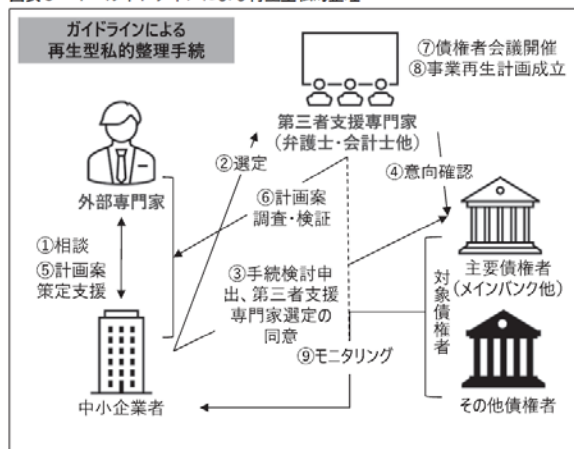 ガイドラインによる
再生型私的整理手続
⑦債権者会議開催
⑧事業再生計画成立
第三者支援専門家
(弁護士・会計士他)
②選定
④意向確認
外部専門家
⑥計画案
調査・検証
①相談
⑤計画案
策定支援
③手続検討申
出、第三者支援
専門家選定の
同意
主要債権者
(メインバンク他)
対象債権者
⑨モニタリング
中小企業者
その他債権者